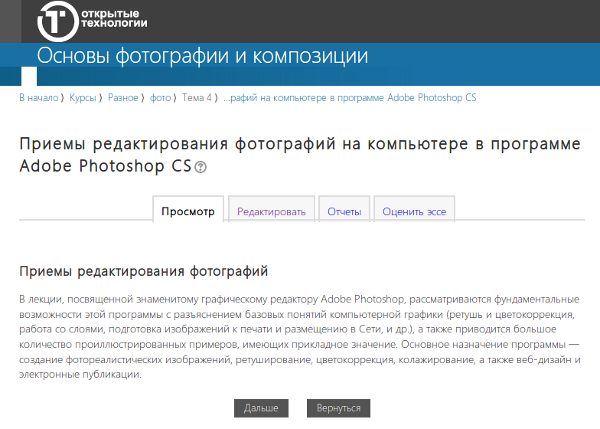 открытые
технологии
Основы фотографии и композиции
В начало ⟩ Курсы ⟩ Разное ⟩ фото ⟩ Тема 4 ⟩ ...рафий на компьютере в программе Adobe Photoshop CS
Приемы редактирования фотографий на компьютере в программе
Adobe Photoshop CS ?
Просмотр Редактировать Отчеты Оценить эссе
Приемы редактирования фотографий
В лекции, посвященной знаменитому графическому редактору Adobe Photoshop, рассматриваются фундаментальные
возможности этой программы с разъяснением базовых понятий компьютерной графики (ретушь и цветокоррекция,
работа со слоями, подготовка изображений к печати и размещению в Сети, и др.), а также приводится большое
количество проиллюстрированных примеров, имеющих прикладное значение. Основное назначение программы —
создание фотореалистических изображений, ретуширование, цветокоррекция, колажирование, а также веб-дизайн и
электронные публикации.
Дальше Вернуться